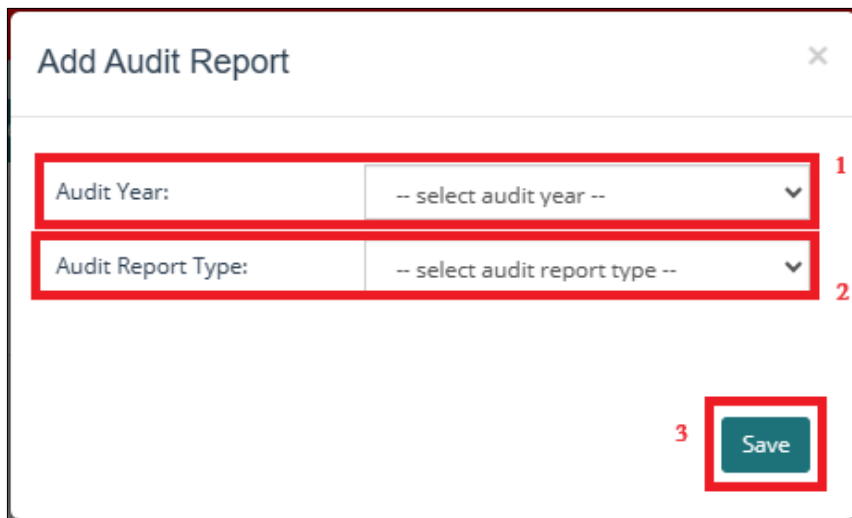 Add Audit Report ×
1
Audit Year: -- select audit year --
Audit Report Type: -- select audit report type --
2
3 Save